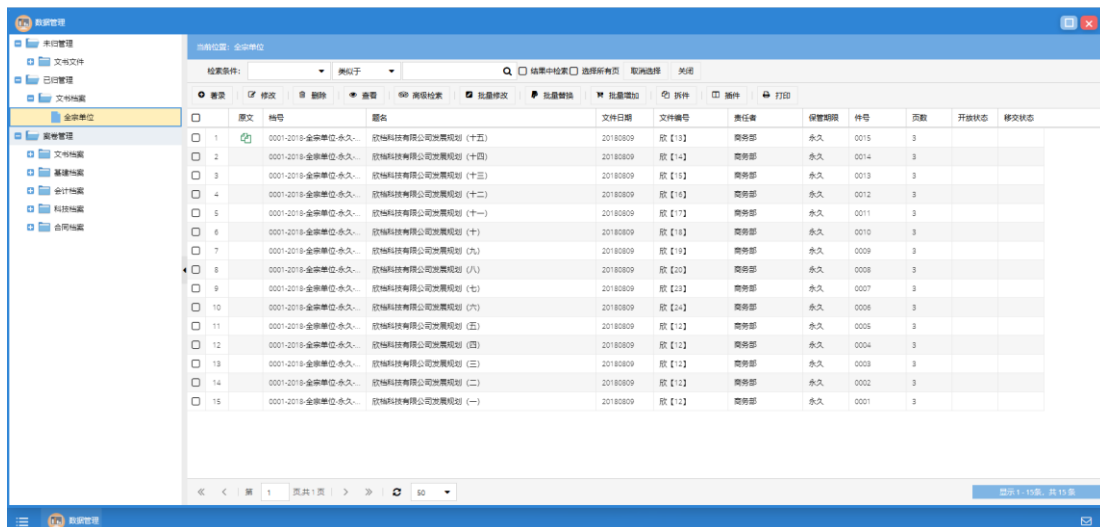 数据管理
未归管理
文书文件
已归管理
文书档案
全宗单位
案卷管理
文书档案
基建档案
会计档案
科技档案
合同档案
当前位置：全宗单位
检索条件： 类似于 结果中检索 选择所有页 取消选择 关闭
著录 修改 删除 查看 高级检索 批量修改 批量替换 批量增加 拆件 插件 打印
原文 档号 题名 文件日期 文件编号 责任者 保管期限 件号 页数 开放状态 移交状态
1 0001-2018-全宗单位-永久-... 欣档科技有限公司发展规划（十五） 20180809 欣【13】 商务部 永久 0015 3
2 0001-2018-全宗单位-永久-... 欣档科技有限公司发展规划（十四） 20180809 欣【14】 商务部 永久 0014 3
3 0001-2018-全宗单位-永久-... 欣档科技有限公司发展规划（十三） 20180809 欣【15】 商务部 永久 0013 3
4 0001-2018-全宗单位-永久-... 欣档科技有限公司发展规划（十二） 20180809 欣【16】 商务部 永久 0012 3
5 0001-2018-全宗单位-永久-... 欣档科技有限公司发展规划（十一） 20180809 欣【17】 商务部 永久 0011 3
6 0001-2018-全宗单位-永久-... 欣档科技有限公司发展规划（十） 20180809 欣【18】 商务部 永久 0010 3
7 0001-2018-全宗单位-永久-... 欣档科技有限公司发展规划（九） 20180809 欣【19】 商务部 永久 0009 3
8 0001-2018-全宗单位-永久-... 欣档科技有限公司发展规划（八） 20180809 欣【20】 商务部 永久 0008 3
9 0001-2018-全宗单位-永久-... 欣档科技有限公司发展规划（七） 20180809 欣【23】 商务部 永久 0007 3
10 0001-2018-全宗单位-永久-... 欣档科技有限公司发展规划（六） 20180809 欣【24】 商务部 永久 0006 3
11 0001-2018-全宗单位-永久-... 欣档科技有限公司发展规划（五） 20180809 欣【12】 商务部 永久 0005 3
12 0001-2018-全宗单位-永久-... 欣档科技有限公司发展规划（四） 20180809 欣【12】 商务部 永久 0004 3
13 0001-2018-全宗单位-永久-... 欣档科技有限公司发展规划（三） 20180809 欣【12】 商务部 永久 0003 3
14 0001-2018-全宗单位-永久-... 欣档科技有限公司发展规划（二） 20180809 欣【12】 商务部 永久 0002 3
15 0001-2018-全宗单位-永久-... 欣档科技有限公司发展规划（一） 20180809 欣【12】 商务部 永久 0001 3
第 1 页,共1页 50 显示1 - 15条，共 15 条
数据管理